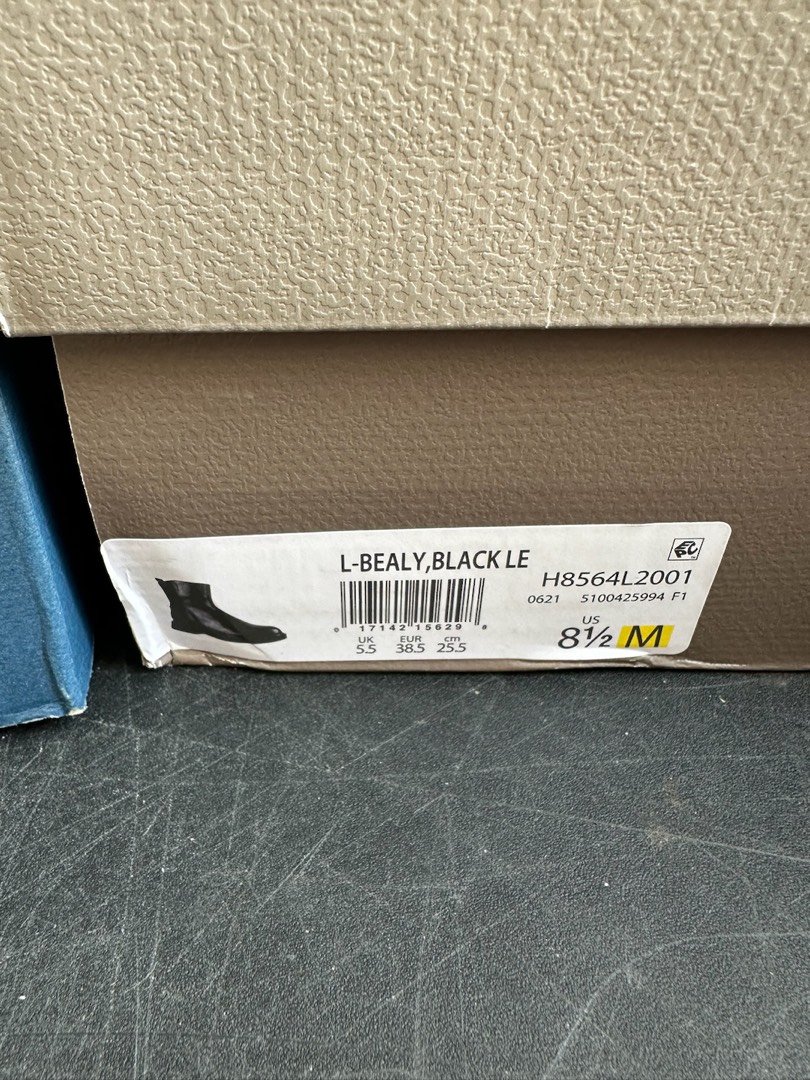 L-BEALY,BLACK LE
H8564L2001
0621 5100425994 F1
0 17142 15629 8
UK EUR cm
5.5 38.5 25.5
US
8½ M